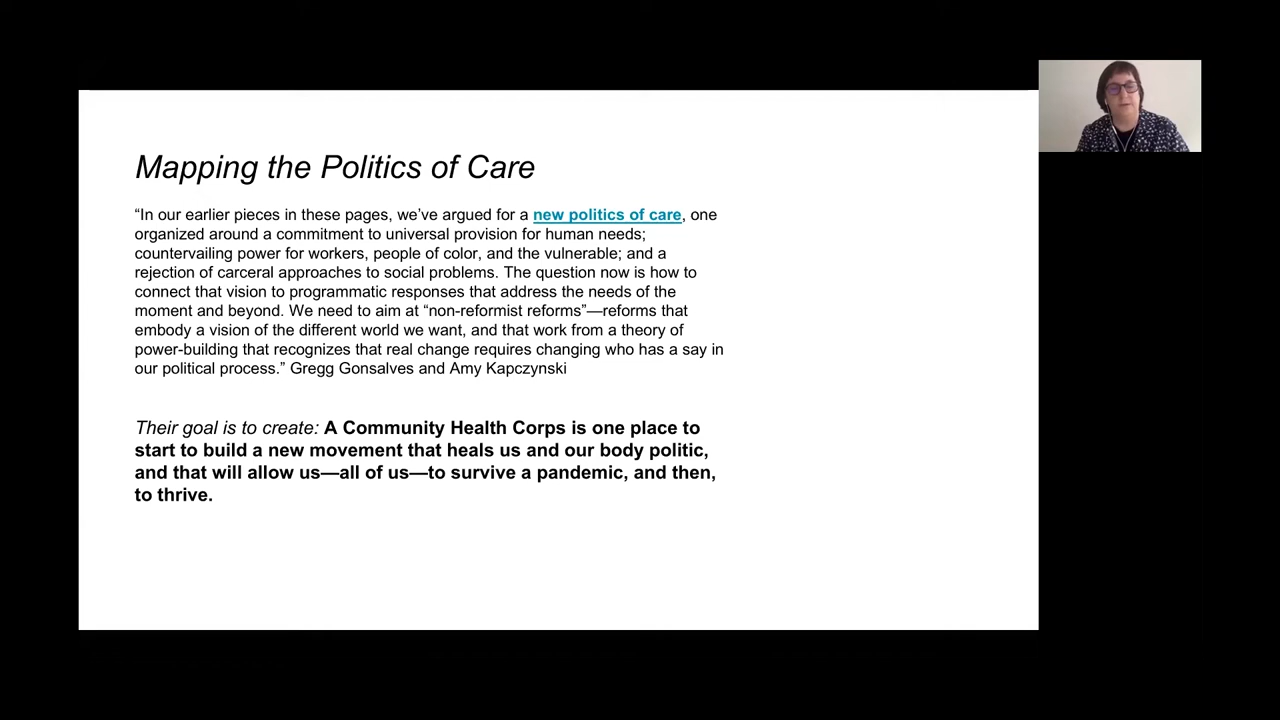 Mapping the Politics of Care
“In our earlier pieces in these pages, we’ve argued for a new politics of care, one
organized around a commitment to universal provision for human needs;
countervailing power for workers, people of color, and the vulnerable; and a
rejection of carceral approaches to social problems. The question now is how to
connect that vision to programmatic responses that address the needs of the
moment and beyond. We need to aim at “non-reformist reforms”—reforms that
embody a vision of the different world we want, and that work from a theory of
power-building that recognizes that real change requires changing who has a say in
our political process.” Gregg Gonsalves and Amy Kapczynski
Their goal is to create: A Community Health Corps is one place to
start to build a new movement that heals us and our body politic,
and that will allow us—all of us—to survive a pandemic, and then,
to thrive.